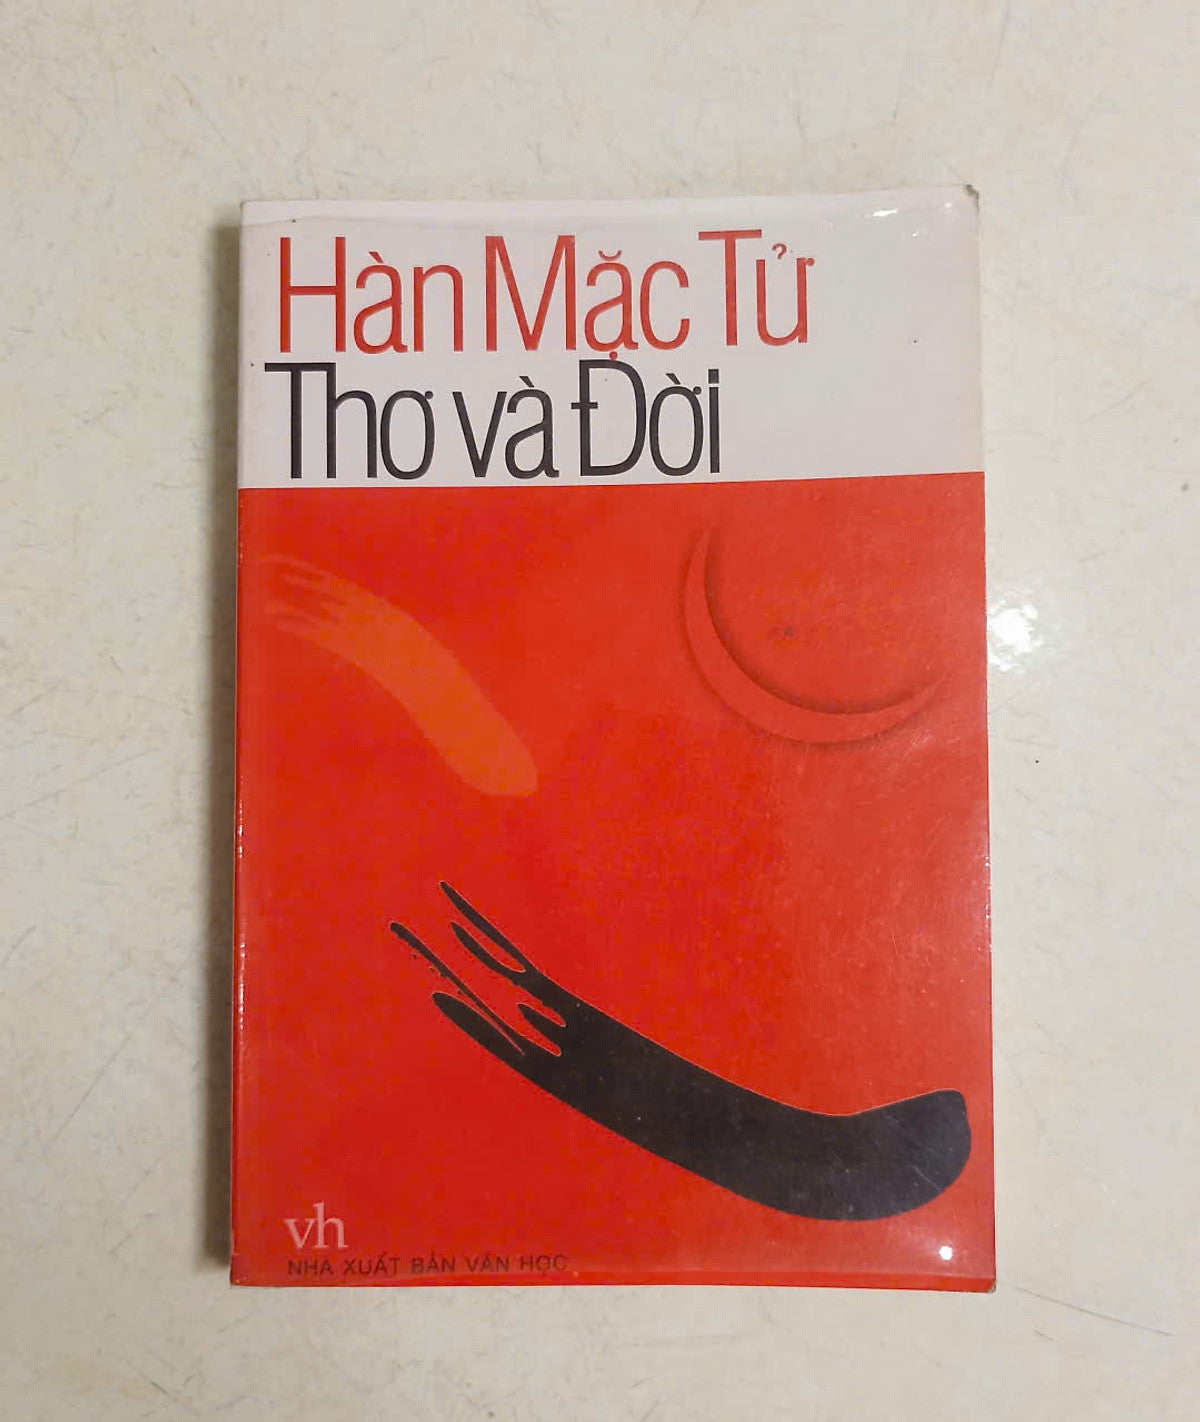 Hàn Mặc Tử
Thơ và Đời
vh
NHÀ XUẤT BẢN VĂN HỌC